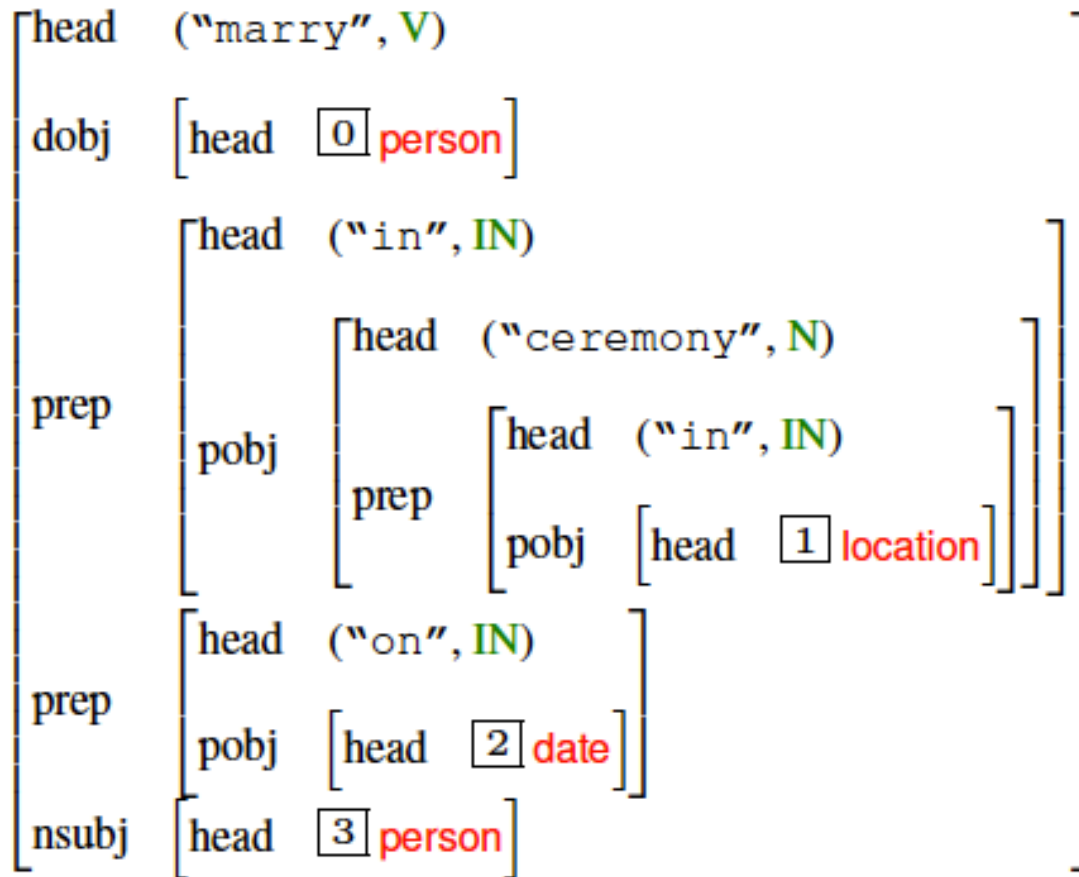 head ("marry", V)
dobj [head 0 person]
head ("in", IN)
head ("ceremony", N)
prep
pobj
head ("in", IN)
prep
pobj [head 1 location]
head ("on", IN)
prep
pobj [head 2 date]
nsubj [head 3 person]